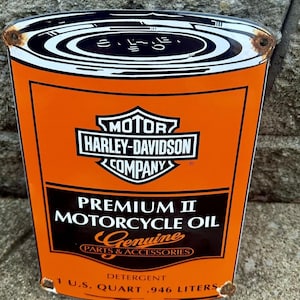 MOTOR
HARLEY-DAVIDSON
COMPANY
PREMIUM II
MOTORCYCLE OIL
Genuine
PARTS & ACCESSORIES
DETERGENT
1 U.S. QUART .946 LITERS